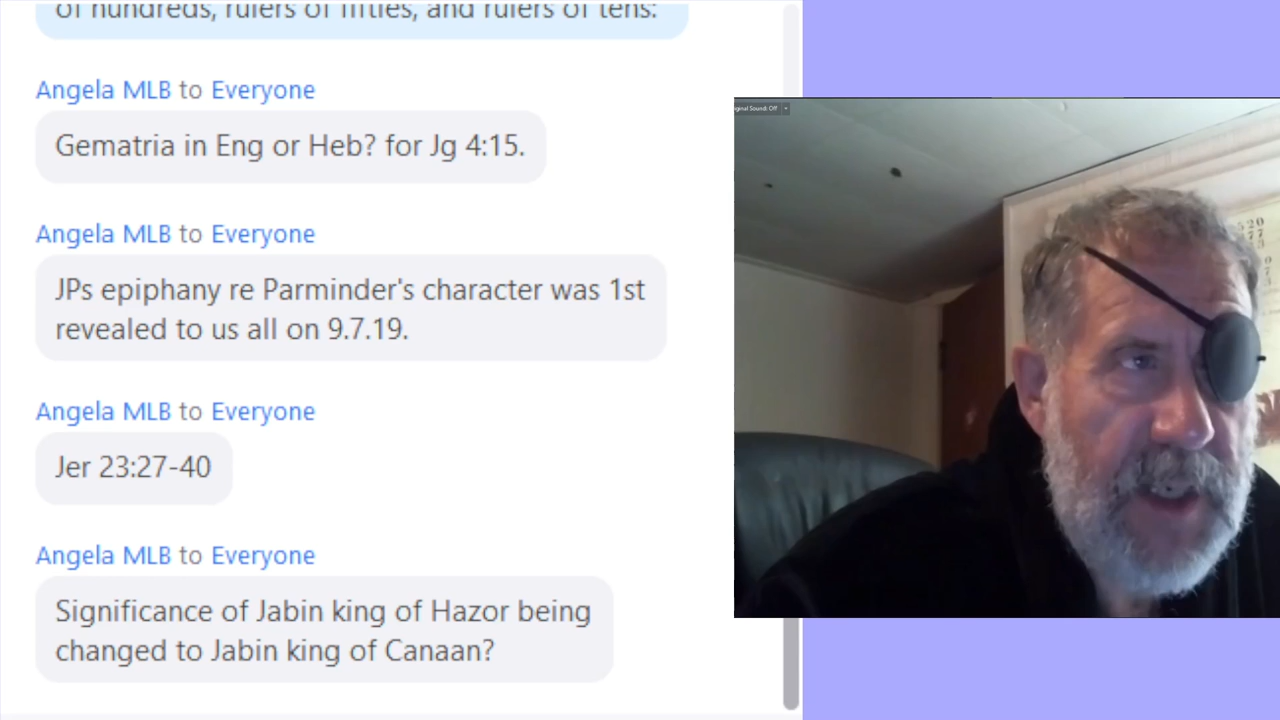 of hundreds, rulers of fifties, and rulers of tens:
Angela MLB to Everyone
Gematria in Eng or Heb? for Jg 4:15.
Angela MLB to Everyone
JPs epiphany re Parminder's character was 1st
revealed to us all on 9.7.19.
Angela MLB to Everyone
Jer 23:27-40
Angela MLB to Everyone
Significance of Jabin king of Hazor being
changed to Jabin king of Canaan?
Sound: Off